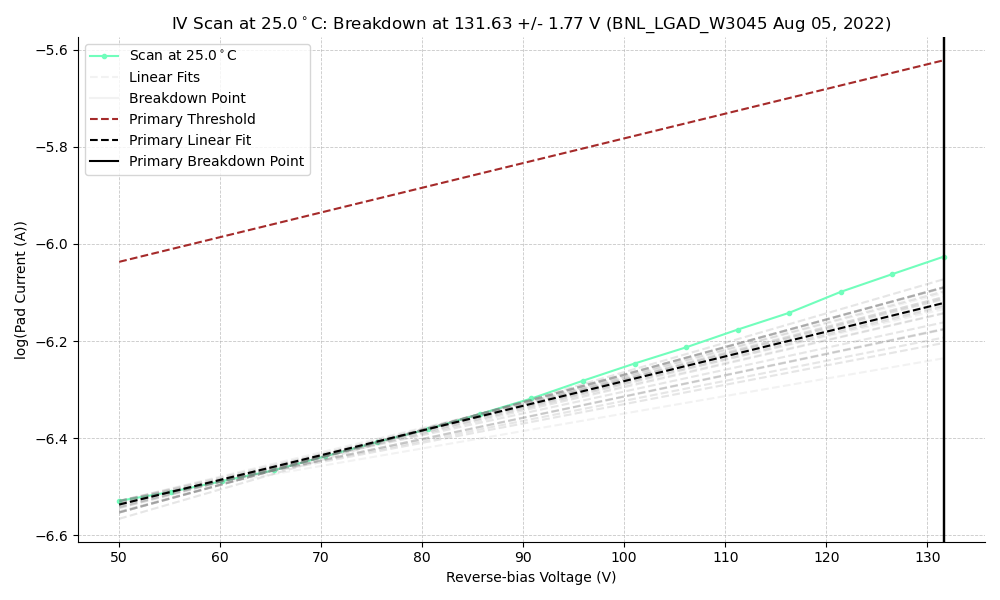 IV Scan at 25.0°C: Breakdown at 131.63 +/- 1.77 V (BNL_LGAD_W3045 Aug 05, 2022)
Scan at 25.0°C
Linear Fits
Breakdown Point
Primary Threshold
Primary Linear Fit
Primary Breakdown Point
log(Pad Current (A))
−5.6
−5.8
−6.0
−6.2
−6.4
−6.6
50 60 70 80 90 100 110 120 130
Reverse-bias Voltage (V)